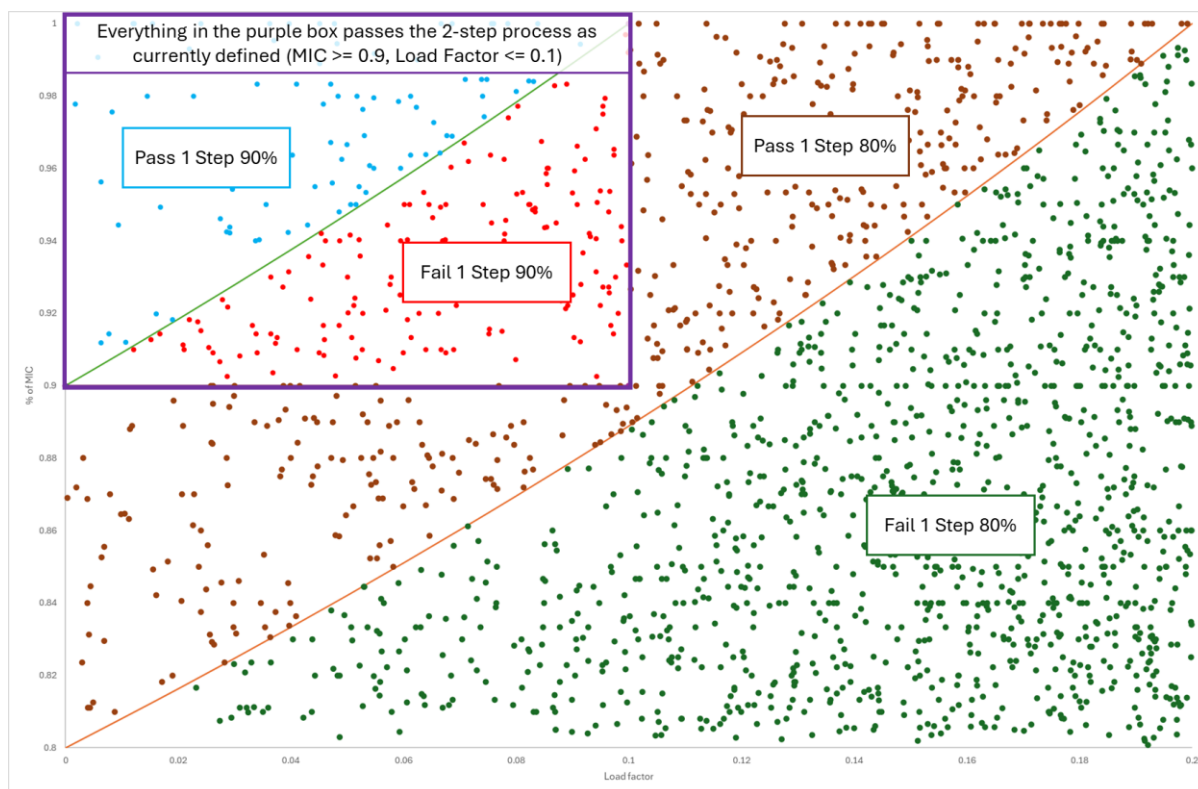 Everything in the purple box passes the 2-step process as
currently defined (MIC >= 0.9, Load Factor <= 0.1)
Pass 1 Step 90%
Pass 1 Step 80%
Fail 1 Step 90%
Fail 1 Step 80%
% of MIC
1
0.98
0.96
0.94
0.92
0.9
0.88
0.86
0.84
0.82
0.8
0
0.02
0.04
0.06
0.08
0.1
0.12
0.14
0.16
0.18
0.2
Load factor